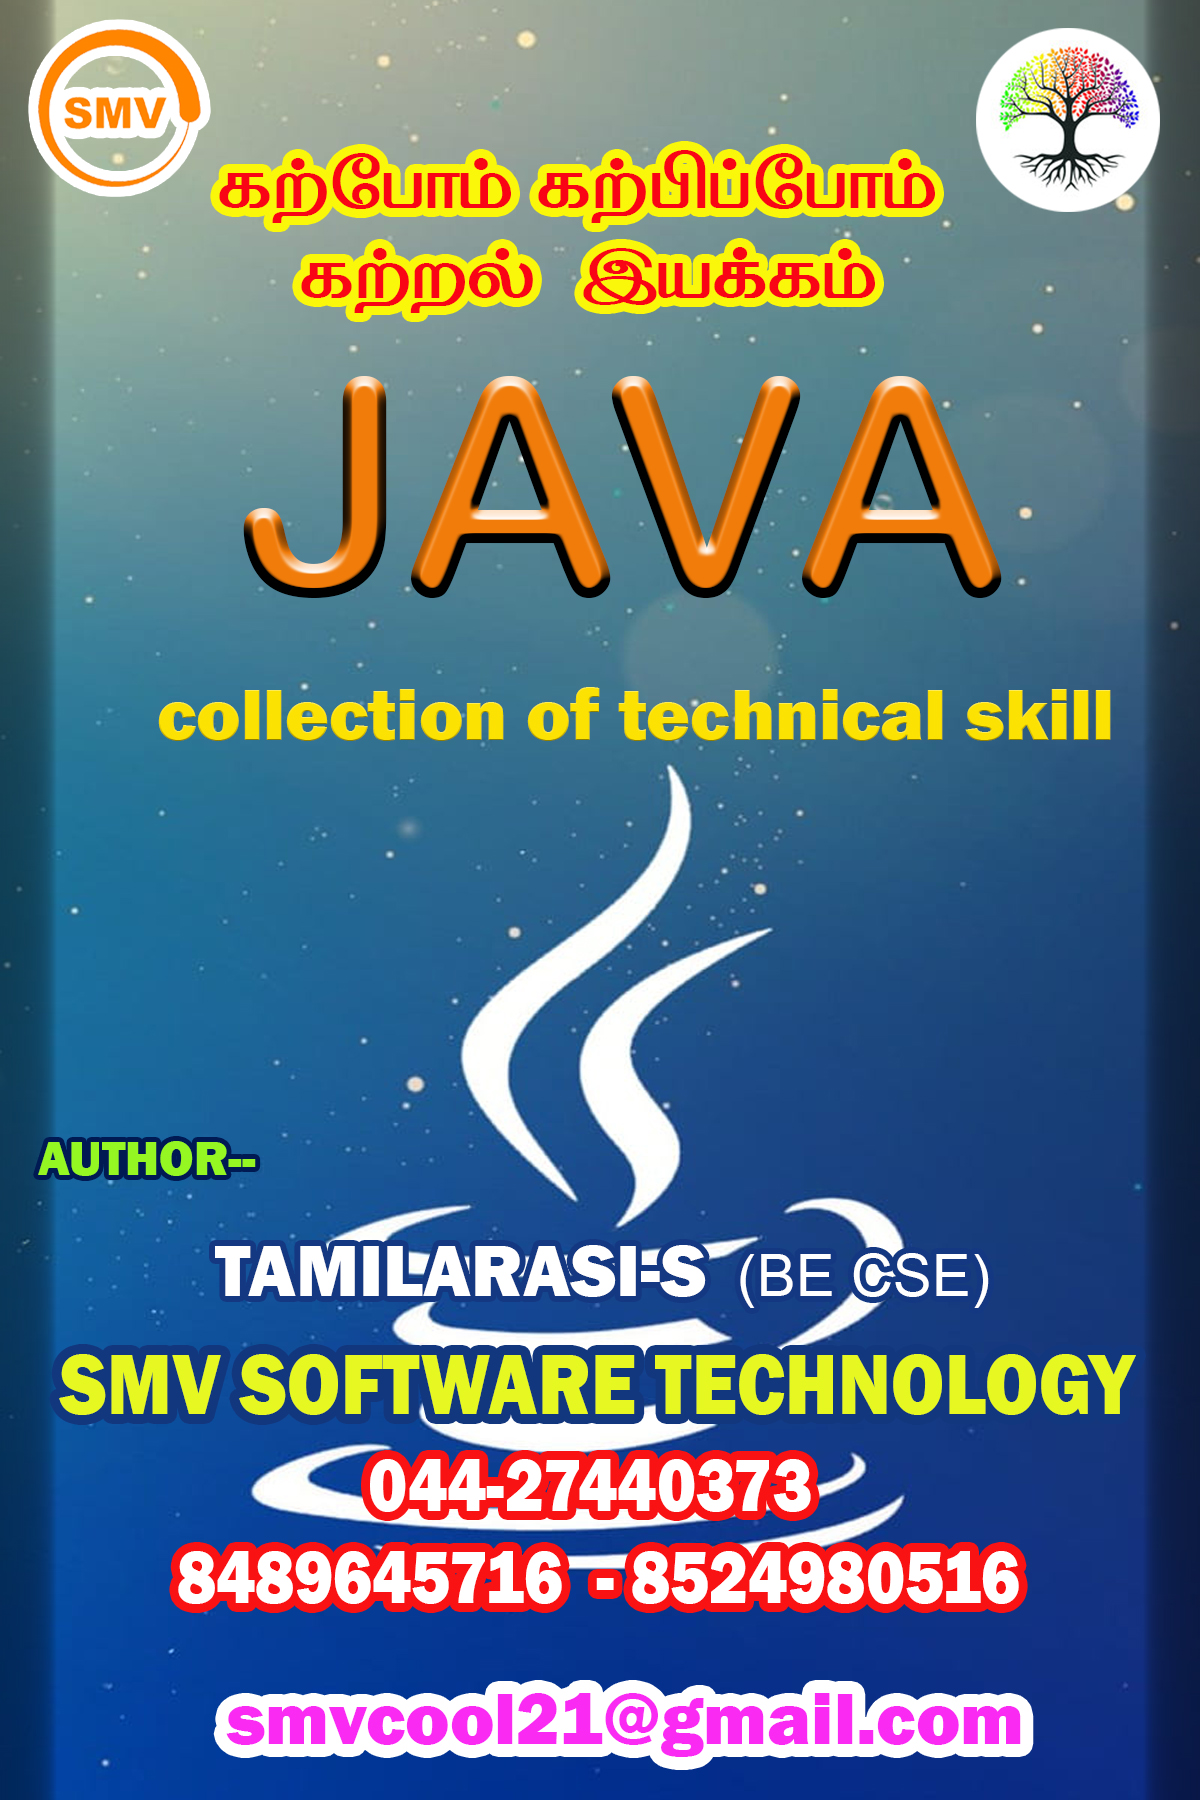 SMV
கற்போம் கற்பிப்போம்
கற்றல் இயக்கம்
JAVA
collection of technical skill
AUTHOR--
TAMILARASI-S (BE CSE)
SMV SOFTWARE TECHNOLOGY
044-27440373
8489645716 - 8524980516
smvcool21@gmail.com